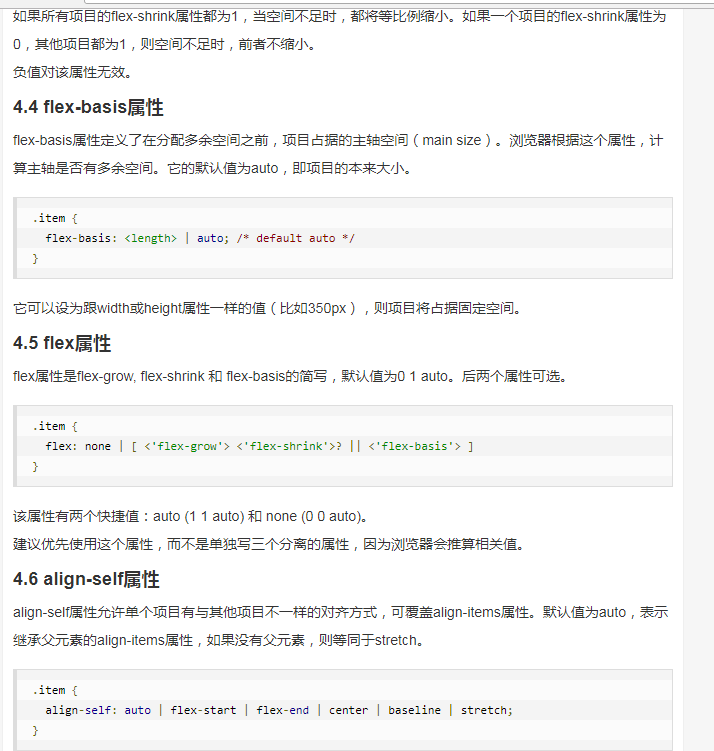 如果所有项目的flex-shrink属性都为1，当空间不足时，都将等比例缩小。如果一个项目的flex-shrink属性为
0，其他项目都为1，则空间不足时，前者不缩小。
负值对该属性无效。
4.4 flex-basis属性
flex-basis属性定义了在分配多余空间之前，项目占据的主轴空间（main size）。浏览器根据这个属性，计
算主轴是否有多余空间。它的默认值为auto，即项目的本来大小。
.item {
  flex-basis: <length> | auto; /* default auto */
}
它可以设为跟width或height属性一样的值（比如350px），则项目将占据固定空间。
4.5 flex属性
flex属性是flex-grow, flex-shrink 和 flex-basis的简写，默认值为0 1 auto。后两个属性可选。
.item {
  flex: none | [ <'flex-grow'> <'flex-shrink'>? || <'flex-basis'> ]
}
该属性有两个快捷值：auto (1 1 auto) 和 none (0 0 auto)。
建议优先使用这个属性，而不是单独写三个分离的属性，因为浏览器会推算相关值。
4.6 align-self属性
align-self属性允许单个项目有与其他项目不一样的对齐方式，可覆盖align-items属性。默认值为auto，表示
继承父元素的align-items属性，如果没有父元素，则等同于stretch。
.item {
  align-self: auto | flex-start | flex-end | center | baseline | stretch;
}